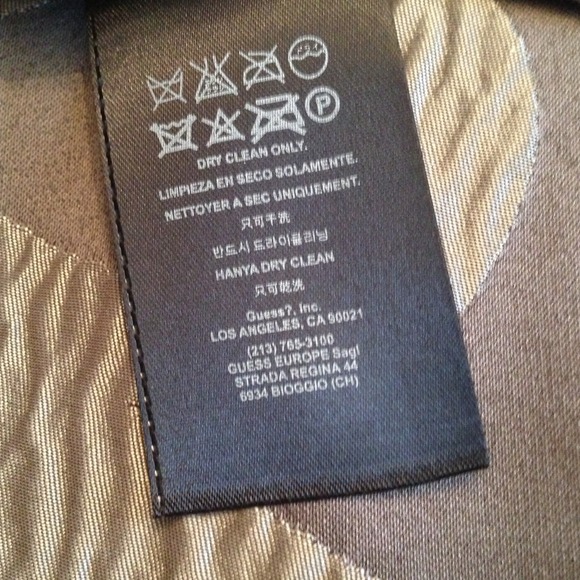 P
DRY CLEAN ONLY.
LIMPIEZA EN SECO SOLAMENTE.
NETTOYER A SEC UNIQUEMENT.
只可干洗
반드시 드라이클리닝
HANYA DRY CLEAN
只可乾洗
Guess?, Inc.
LOS ANGELES, CA 90021
(213) 765-3100
GUESS EUROPE Sagl
STRADA REGINA 44
6934 BIOGGIO (CH)